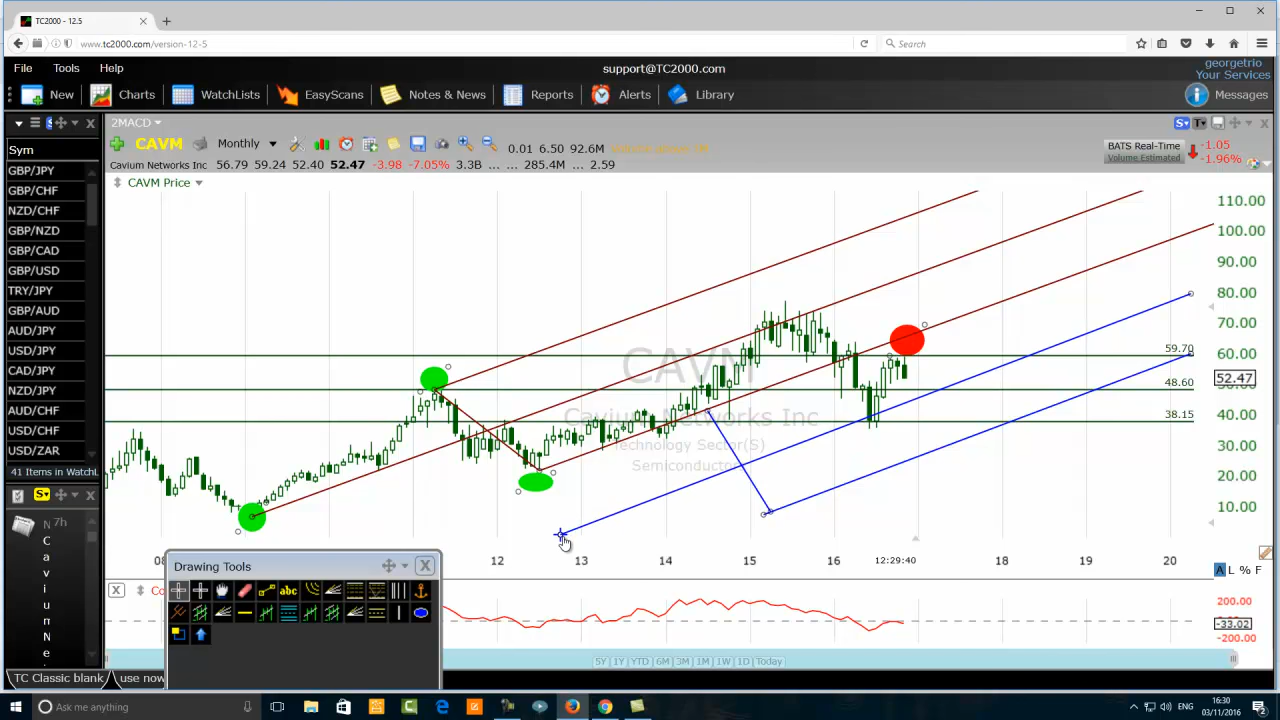 TC2000 - 12.5
www.tc2000.com/version-12-5
Search
File Tools Help
support@TC2000.com
georgetrio
Your Services
New Charts WatchLists EasyScans Notes & News Reports Alerts Library Messages
2MACD
Sym
CAVM Monthly 0.01 6.50 92.6M
Cavium Networks Inc 56.79 59.24 52.40 52.47 -3.98 -7.05% 3.3B ... 285.4M ... 2.59
BATS Real-Time
Volume Estimated
-1.05
-1.96%
CAVM Price
GBP/JPY
GBP/CHF
NZD/CHF
GBP/NZD
GBP/CAD
GBP/USD
TRY/JPY
GBP/AUD
AUD/JPY
USD/JPY
CAD/JPY
NZD/JPY
AUD/CHF
USD/CHF
USD/ZAR
41 Items in WatchL
110.00
100.00
90.00
80.00
70.00
59.70
60.00
52.47
48.60
38.15
40.00
30.00
20.00
10.00
CAVM
Cavium Networks Inc
Technology Sector(S)
Semiconductor
N 7h
C
a
v
i
u
m
N
e
08 12 13 14 15 16 12:29:40 18 19 20
A L % F
Drawing Tools
abc
Co
200.00
-33.02
-200.00
5Y 1Y YTD 6M 3M 1M 1W 1D Today
TC Classic blank use now
Ask me anything
ENG
16:30
03/11/2016